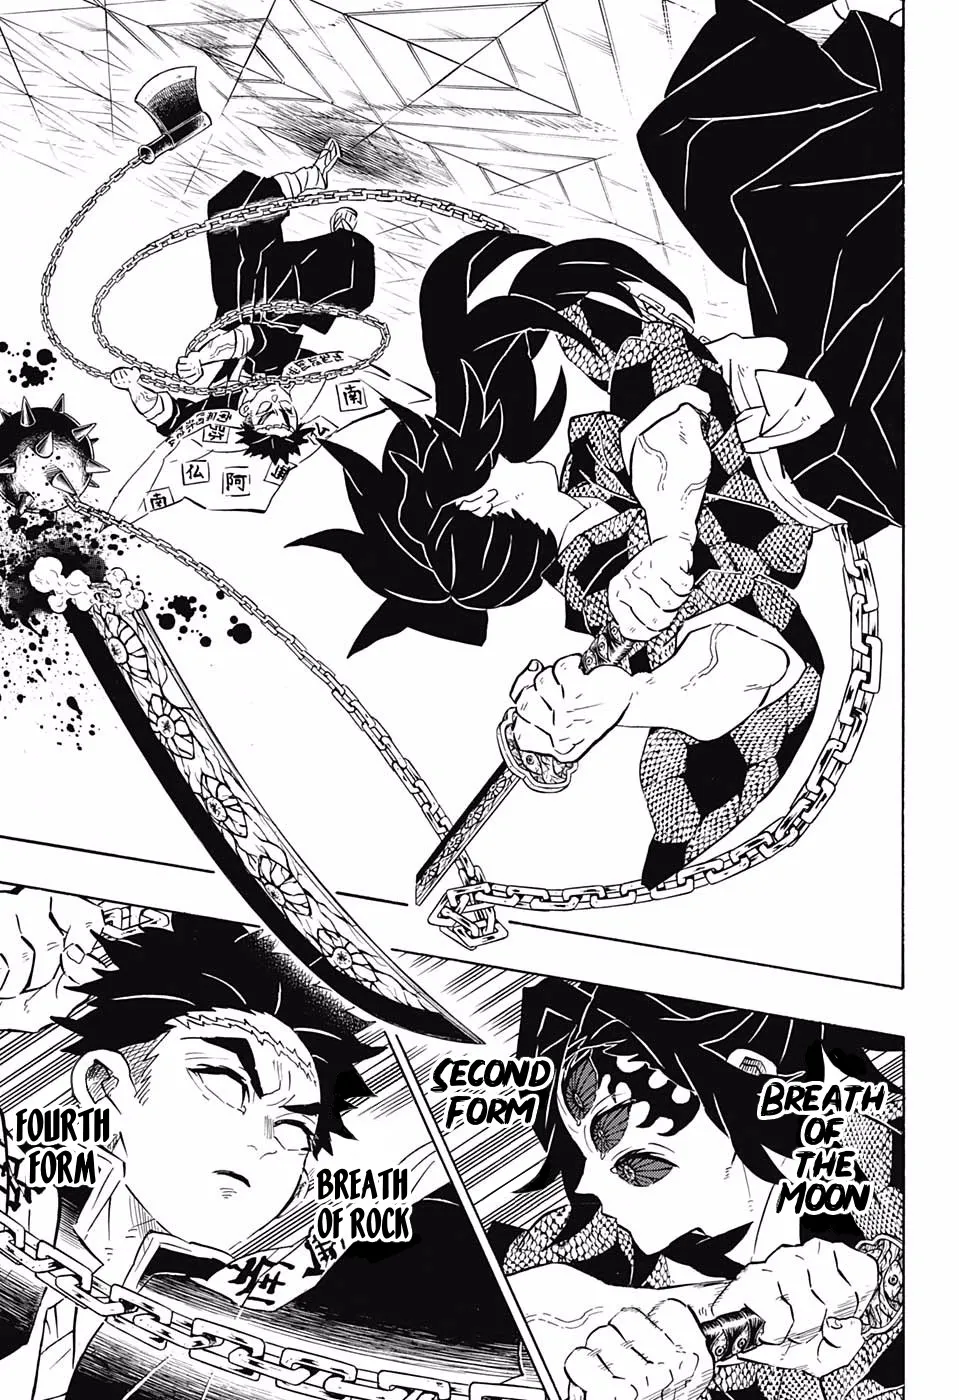 南
仏
阿
南
BREATH
OF
THE
MOON
SECOND
FORM
BREATH
OF ROCK
FOURTH
FORM